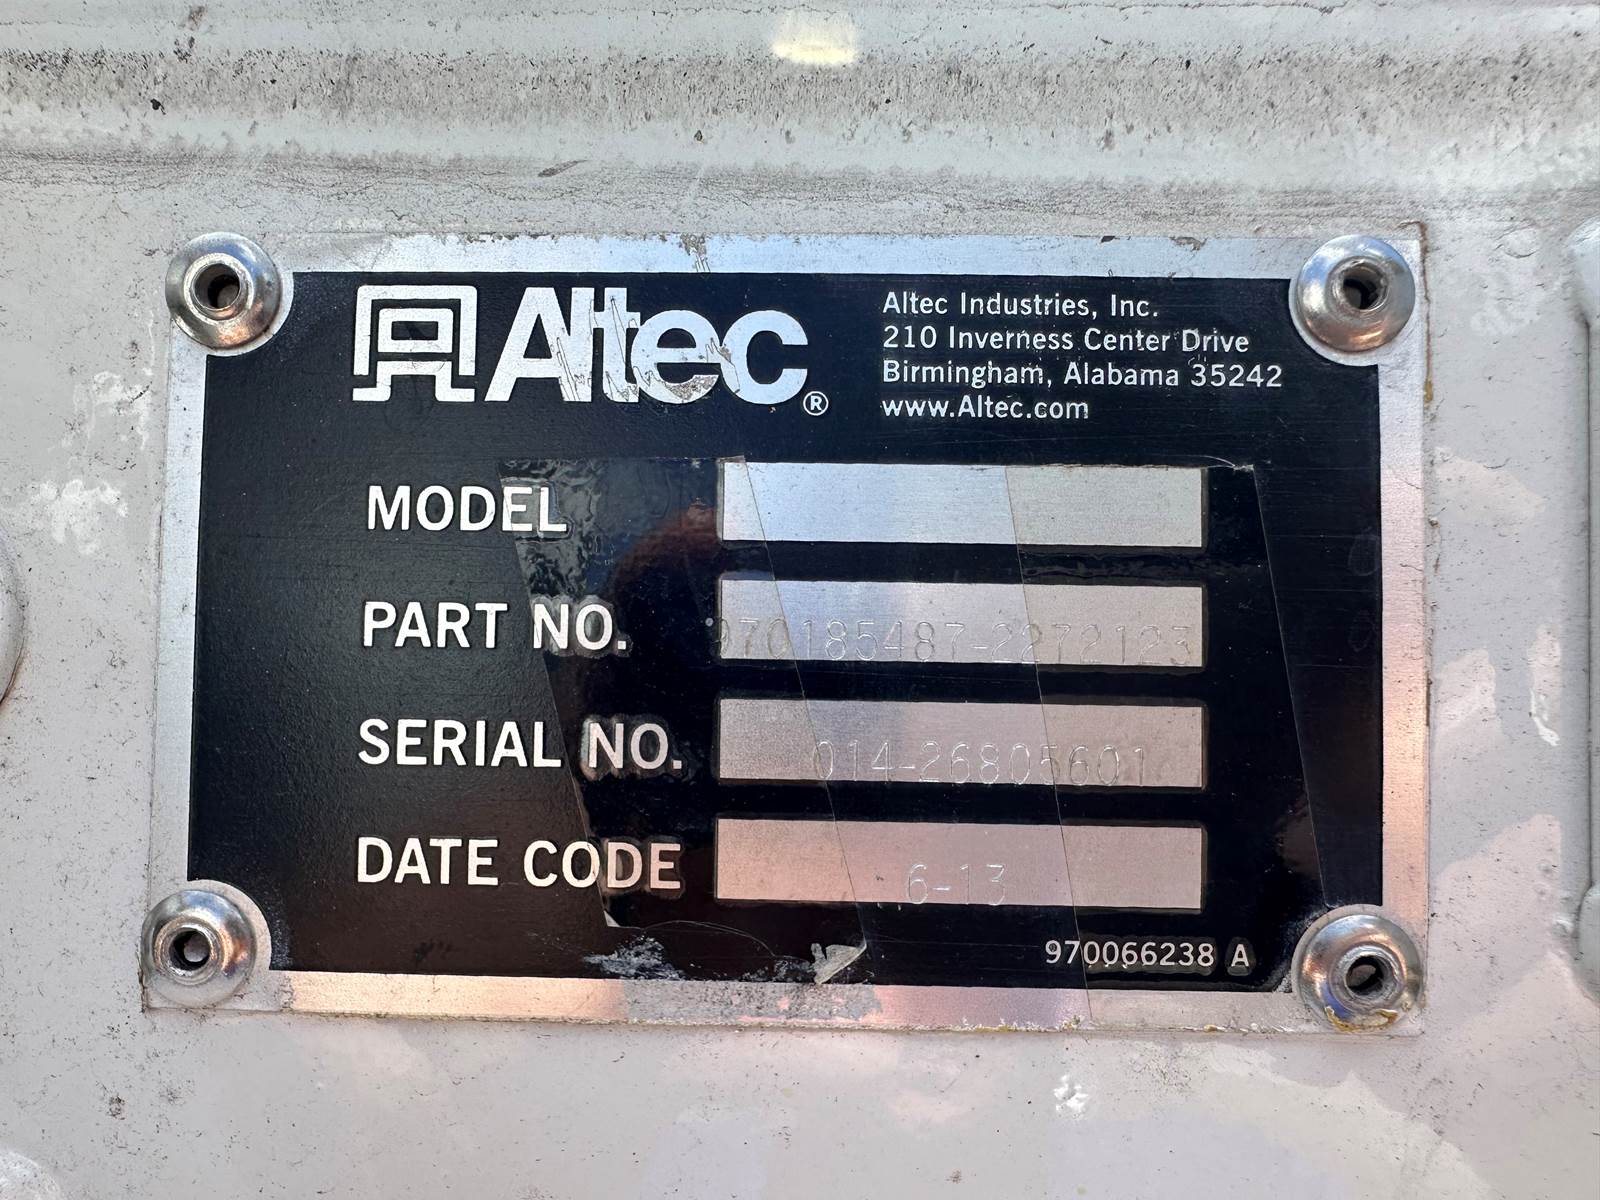 Altec®
Altec Industries, Inc.
210 Inverness Center Drive
Birmingham, Alabama 35242
www.Altec.com
MODEL
PART NO. 970185487-2272123
SERIAL NO. 014-26805601
DATE CODE 6-13
970066238 A